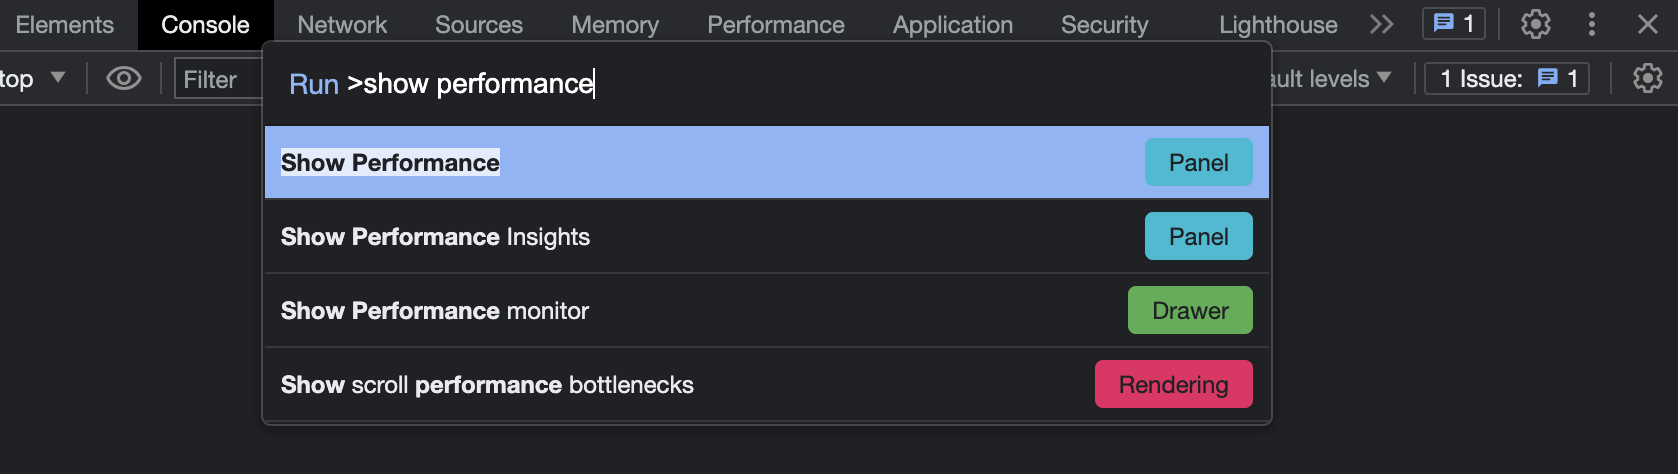 Elements Console Network Sources Memory Performance Application Security Lighthouse 1
top Filter ault levels 1 Issue: 1
Run >show performance
Show Performance Panel
Show Performance Insights Panel
Show Performance monitor Drawer
Show scroll performance bottlenecks Rendering